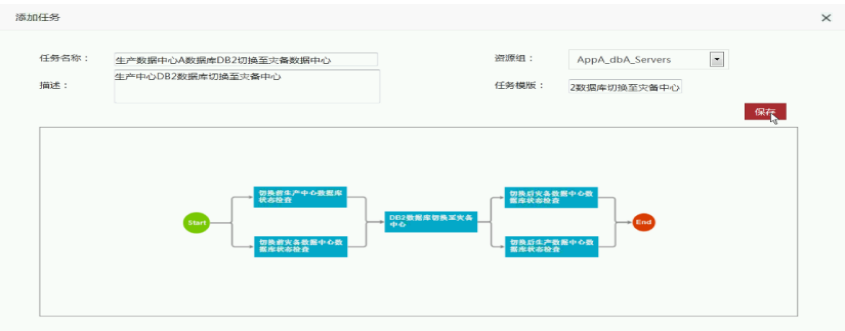 添加任务
任务名称：
生产数据中心A数据库DB2切换至灾备数据中心
资源组：
AppA_dbA_Servers
描述：
生产中心DB2数据库切换至灾备中心
任务模版：
2数据库切换至灾备中心
保存
切换前生产中心数据库
状态检查
切换后灾备数据中心数
据库状态检查
Start
DB2数据库切换至灾备
中心
End
切换前灾备数据中心数
据库状态检查
切换后生产数据中心数
据库状态检查